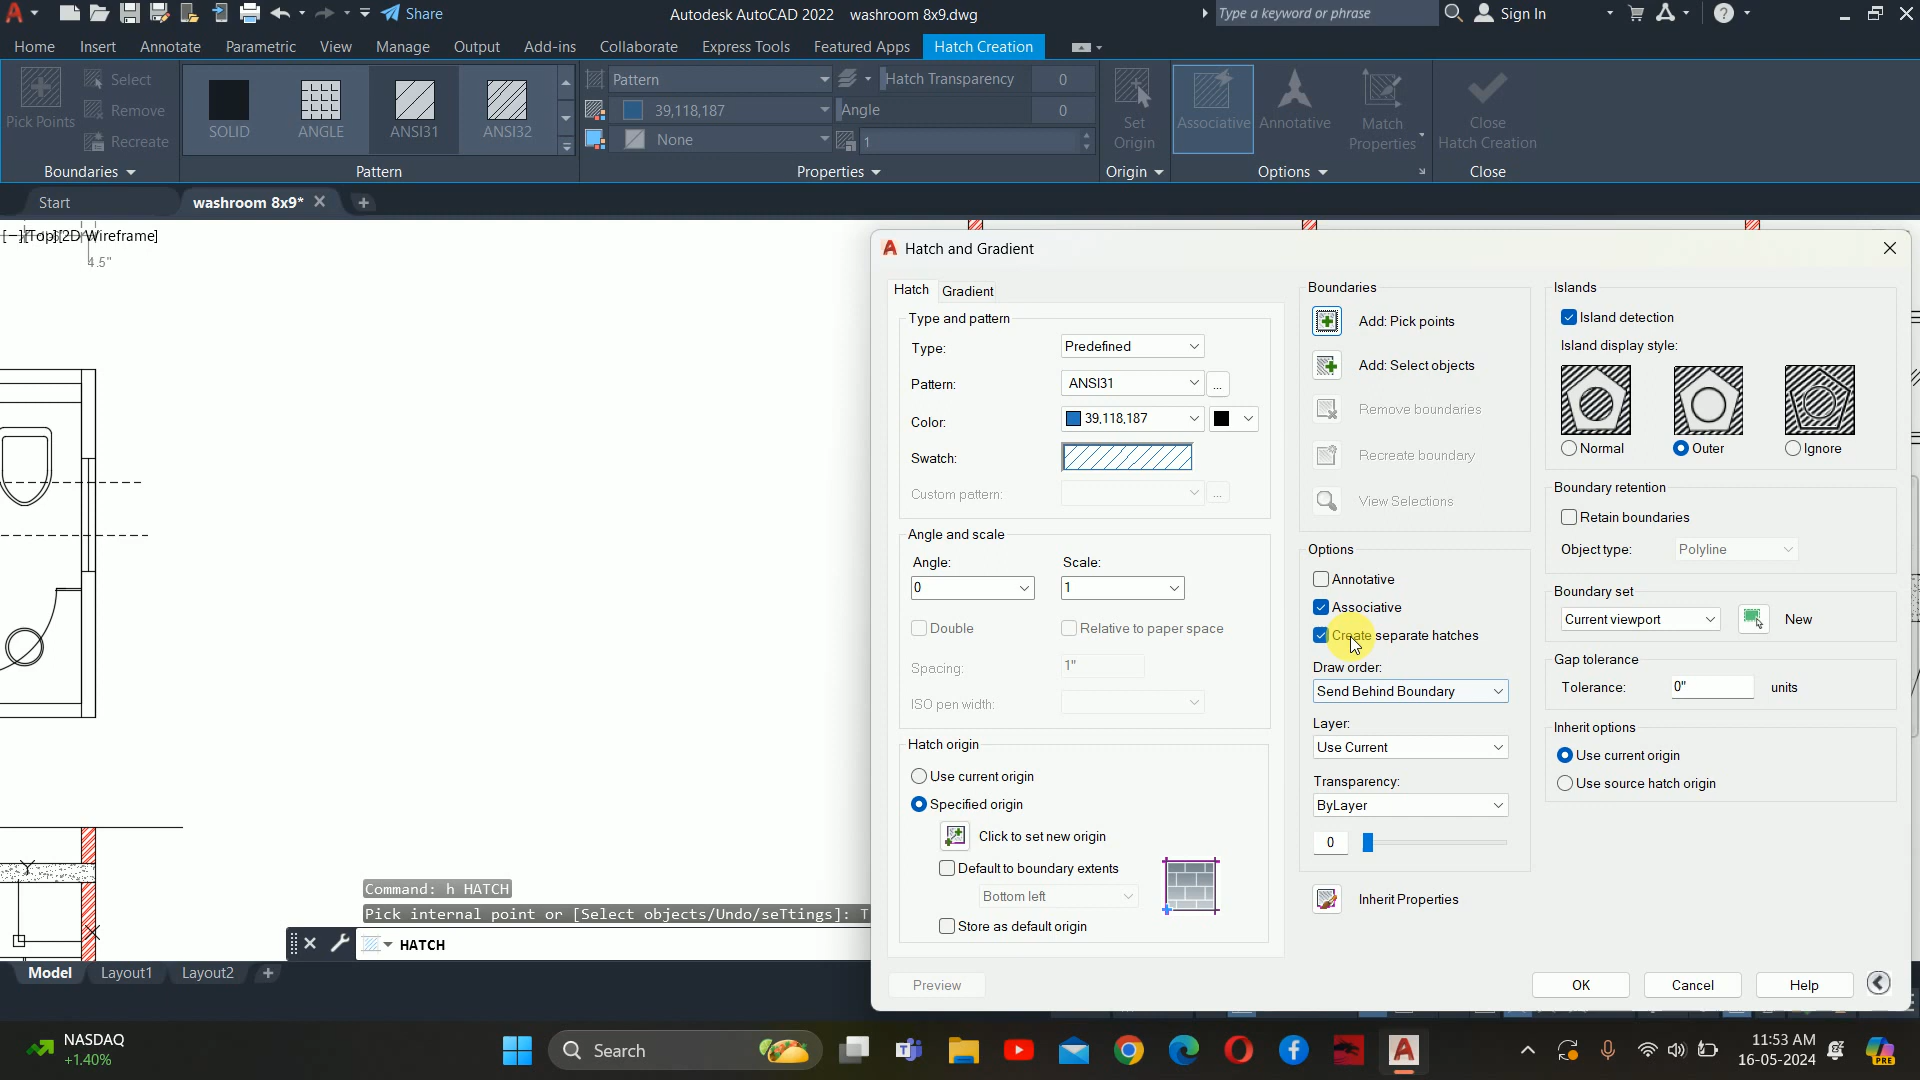 Share
Autodesk AutoCAD 2022 washroom 8x9.dwg
Type a keyword or phrase
Sign In
Home Insert Annotate Parametric View Manage Output Add-ins Collaborate Express Tools Featured Apps Hatch Creation
Pick Points
Select
Remove
Recreate
Boundaries
SOLID ANGLE ANSI31 ANSI32
Pattern
Pattern
39,118,187
None
Hatch Transparency 0
Angle 0
1
Properties
Set
Origin
Origin
Associative
Annotative
Match
Properties
Options
Close
Hatch Creation
Close
Start
washroom 8x9*
[−][Top][2D Wireframe]
4.5"
Hatch and Gradient
Hatch Gradient
Type and pattern
Type: Predefined
Pattern: ANSI31 ...
Color: 39,118,187
Swatch:
Custom pattern: ...
Angle and scale
Angle: Scale:
0 1
Double Relative to paper space
Spacing: 1"
ISO pen width:
Hatch origin
Use current origin
Specified origin
Click to set new origin
Default to boundary extents
Bottom left
Store as default origin
Preview
Boundaries
Add: Pick points
Add: Select objects
Remove boundaries
Recreate boundary
View Selections
Options
Annotative
Associative
Create separate hatches
Draw order:
Send Behind Boundary
Layer:
Use Current
Transparency:
ByLayer
0
Inherit Properties
Islands
Island detection
Island display style:
Normal Outer Ignore
Boundary retention
Retain boundaries
Object type: Polyline
Boundary set
Current viewport New
Gap tolerance
Tolerance: 0" units
Inherit options
Use current origin
Use source hatch origin
OK Cancel Help
Y
X
Command: h HATCH
Pick internal point or [Select objects/Undo/seTtings]: T
HATCH
Model Layout1 Layout2
NASDAQ
+1.40%
Search
11:53 AM
16-05-2024
PRE